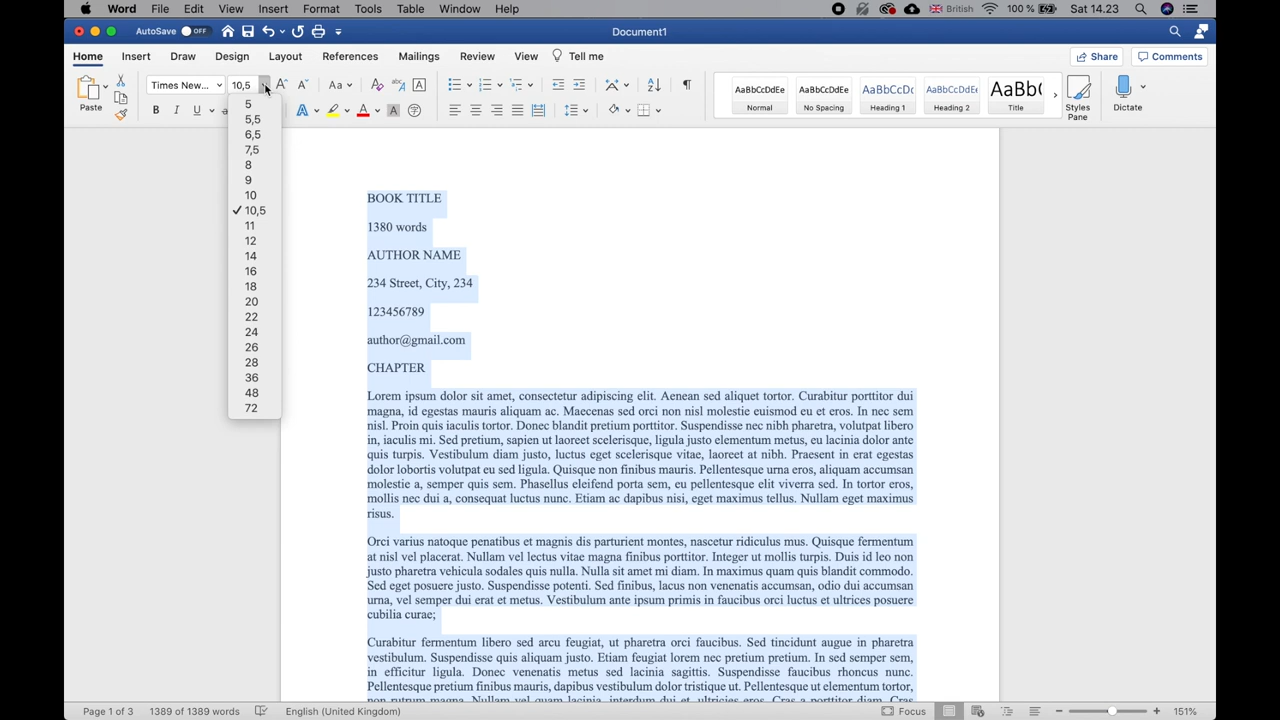 Word File Edit View Insert Format Tools Table Window Help British 100 % Sat 14.23
AutoSave OFF Document1
Home Insert Draw Design Layout References Mailings Review View Tell me Share Comments
Paste Times New... 10,5 Aa AaBbCcDdEe AaBbCcDdEe AaBbCcDc AaBbCcDdEe AaBb( Styles Pane Dictate
B I U Normal No Spacing Heading 1 Heading 2 Title
5
5,5
6,5
7,5
8
9
10
10,5
11
12
14
16
18
20
22
24
26
28
36
48
72
BOOK TITLE
1380 words
AUTHOR NAME
234 Street, City, 234
123456789
author@gmail.com
CHAPTER
Lorem ipsum dolor sit amet, consectetur adipiscing elit. Aenean sed aliquet tortor. Curabitur porttitor dui
magna, id egestas mauris aliquam ac. Maecenas sed orci non nisl molestie euismod eu et eros. In nec sem
nisl. Proin quis iaculis tortor. Donec blandit pretium porttitor. Suspendisse nec nibh pharetra, volutpat libero
in, iaculis mi. Sed pretium, sapien ut laoreet scelerisque, ligula justo elementum metus, eu lacinia dolor ante
quis turpis. Vestibulum diam justo, luctus eget scelerisque vitae, laoreet at nibh. Praesent in erat egestas
dolor lobortis volutpat eu sed ligula. Quisque non finibus mauris. Pellentesque urna eros, aliquam accumsan
molestie a, semper quis sem. Phasellus eleifend porta sem, eu pellentesque elit viverra sed. In tortor eros,
mollis nec dui a, consequat luctus nunc. Etiam ac dapibus nisi, eget maximus tellus. Nullam eget maximus
risus.
Orci varius natoque penatibus et magnis dis parturient montes, nascetur ridiculus mus. Quisque fermentum
at nisl vel placerat. Nullam vel lectus vitae magna finibus porttitor. Integer ut mollis turpis. Duis id leo non
justo pharetra vehicula sodales quis nulla. Nulla sit amet mi diam. In maximus quam quis blandit commodo.
Sed eget posuere justo. Suspendisse potenti. Sed finibus, lacus non venenatis accumsan, odio dui accumsan
urna, vel semper dui erat et metus. Vestibulum ante ipsum primis in faucibus orci luctus et ultrices posuere
cubilia curae;
Curabitur fermentum libero sed arcu feugiat, ut pharetra orci faucibus. Sed tincidunt augue in pharetra
vestibulum. Suspendisse quis aliquam justo. Etiam feugiat lorem nec pretium pretium. In sed semper sem,
in efficitur ligula. Donec venenatis metus sed lacinia sagittis. Suspendisse faucibus rhoncus nunc.
Pellentesque pretium finibus mauris, dapibus vestibulum dolor tristique ut. Pellentesque ut elementum tortor,
Page 1 of 3 1389 of 1389 words English (United Kingdom) Focus 151%